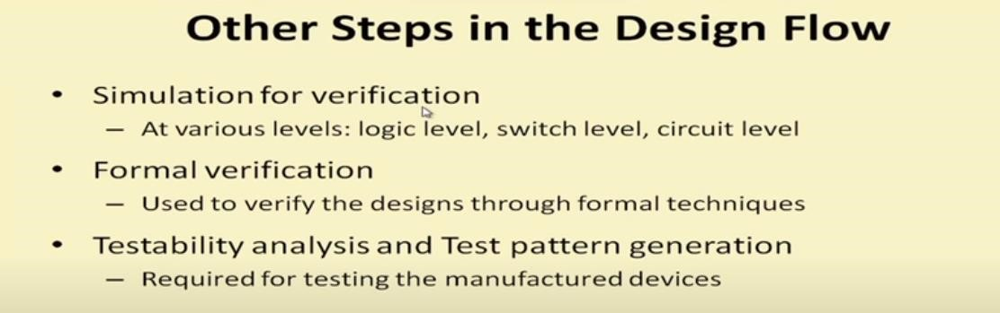 Other Steps in the Design Flow
• Simulation for verification
– At various levels: logic level, switch level, circuit level
• Formal verification
– Used to verify the designs through formal techniques
• Testability analysis and Test pattern generation
– Required for testing the manufactured devices